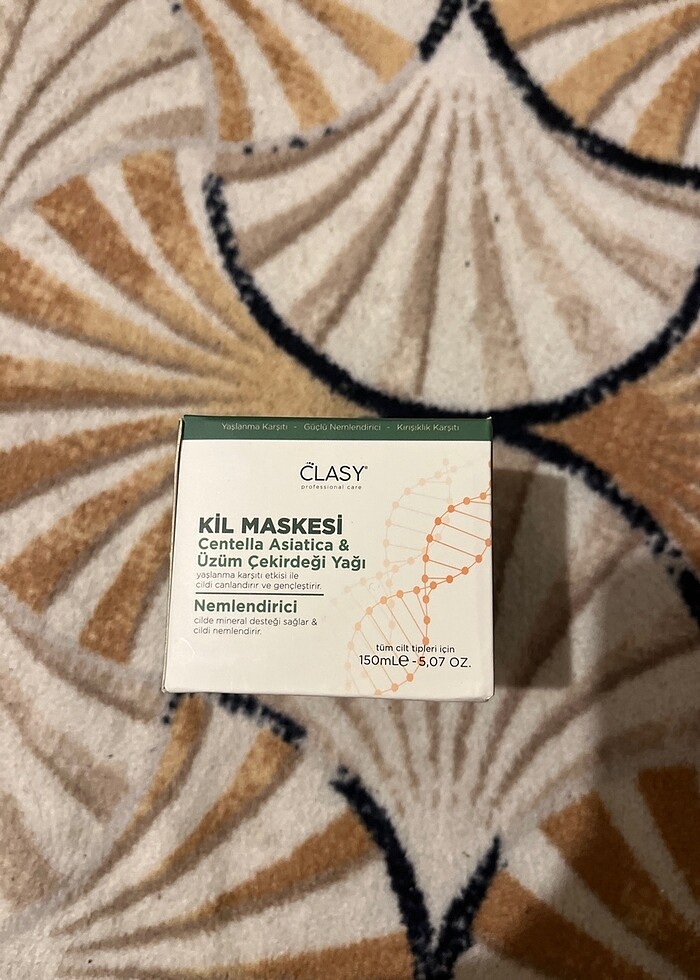 Yaşlanma Karşıtı - Güçlü Nemlendirici - Kırışıklık Karşıtı
CLASY®
professional care
KİL MASKESİ
Centella Asiatica &
Üzüm Çekirdeği Yağı
yaşlanma karşıtı etkisi ile
cildi canlandırır ve gençleştirir.
Nemlendirici
cilde mineral desteği sağlar &
cildi nemlendirir.
tüm cilt tipleri için
150mL℮ - 5,07 OZ.